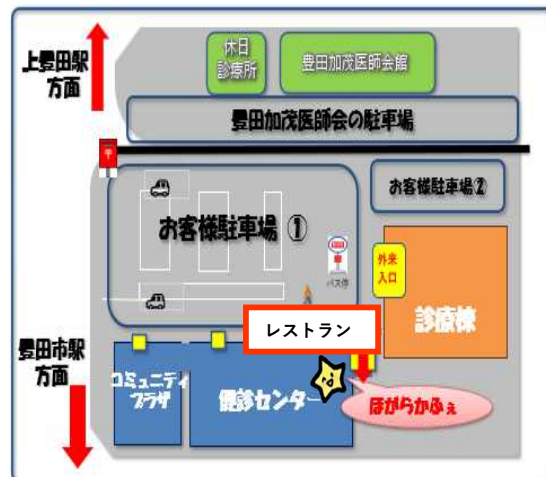 上豊田駅
方面
休日
診療所
豊田加茂医師会館
豊田加茂医師会の駐車場
〒
お客様駐車場②
お客様駐車場 ①
バス停
外来
入口
診療棟
レストラン
豊田市駅
方面
コミュニティ
プラザ
健診センター
ほがらかふぇ